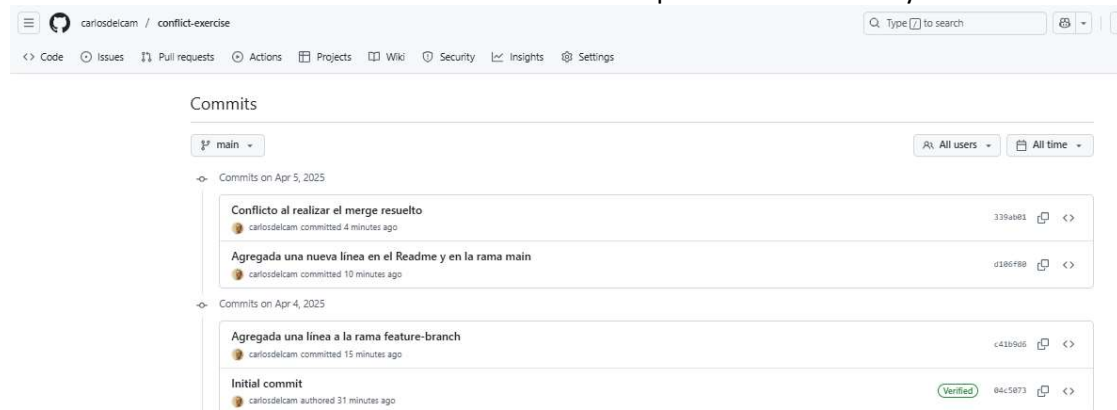 carlosdelcam / conflict-exercise
Type / to search
Code Issues Pull requests Actions Projects Wiki Security Insights Settings
Commits
main All users All time
Commits on Apr 5, 2025
Conflicto al realizar el merge resuelto
carlosdelcam committed 4 minutes ago
339ab01
Agregada una nueva línea en el Readme y en la rama main
carlosdelcam committed 10 minutes ago
d106f80
Commits on Apr 4, 2025
Agregada una línea a la rama feature-branch
carlosdelcam committed 15 minutes ago
c41b9d6
Initial commit
carlosdelcam authored 31 minutes ago
Verified 04c5073